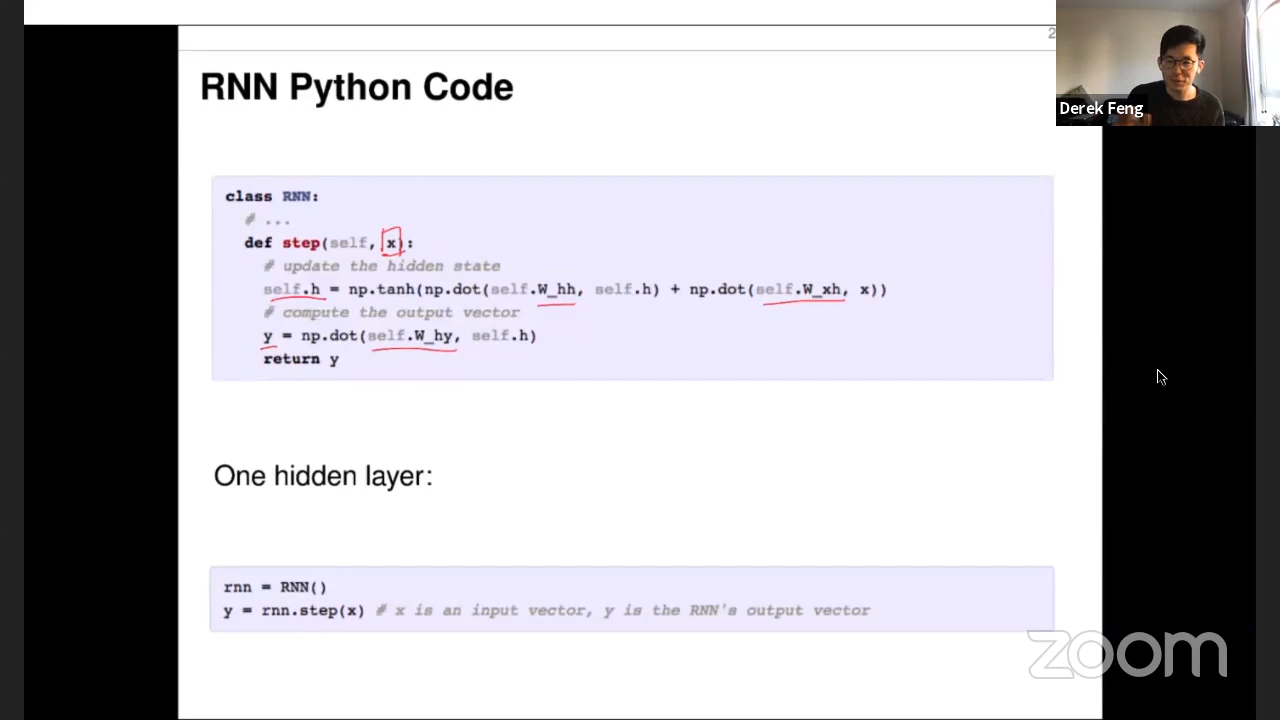 2
RNN Python Code
Derek Feng
class RNN:
# ...
def step(self, x):
# update the hidden state
self.h = np.tanh(np.dot(self.W_hh, self.h) + np.dot(self.W_xh, x))
# compute the output vector
y = np.dot(self.W_hy, self.h)
return y
One hidden layer:
rnn = RNN()
y = rnn.step(x) # x is an input vector, y is the RNN's output vector
zoom